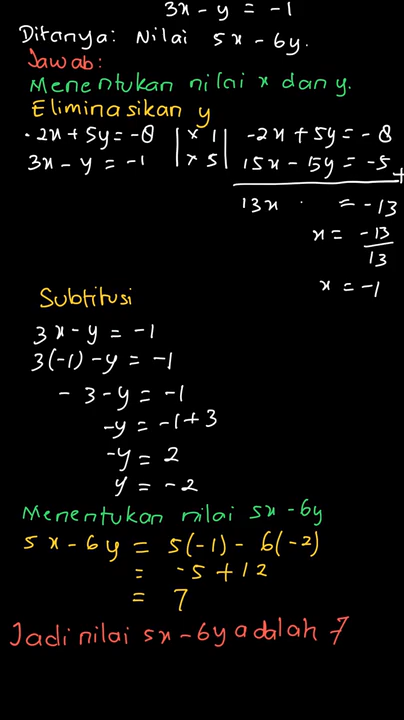 3x - y = -1
Ditanya: Nilai 5x - 6y.
Jawab:
Menentukan nilai x dan y.
Eliminasikan y
-2x + 5y = -8 | × 1 | -2x + 5y = -8
3x - y = -1 | × 5 | 15x - 5y = -5 +
13x = -13
x = -13/13
x = -1
Subtitusi
3x - y = -1
3(-1) - y = -1
-3 - y = -1
-y = -1 + 3
-y = 2
y = -2
Menentukan nilai 5x - 6y
5x - 6y = 5(-1) - 6(-2)
= -5 + 12
= 7
Jadi nilai 5x - 6y adalah 7